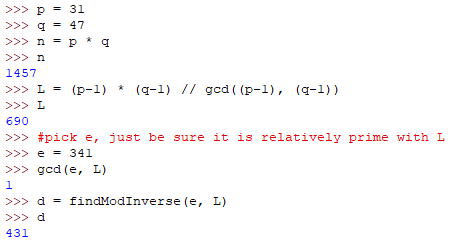 >>> p = 31
>>> q = 47
>>> n = p * q
>>> n
1457
>>> L = (p-1) * (q-1) // gcd((p-1), (q-1))
>>> L
690
>>> #pick e, just be sure it is relatively prime with L
>>> e = 341
>>> gcd(e, L)
1
>>> d = findModInverse(e, L)
>>> d
431